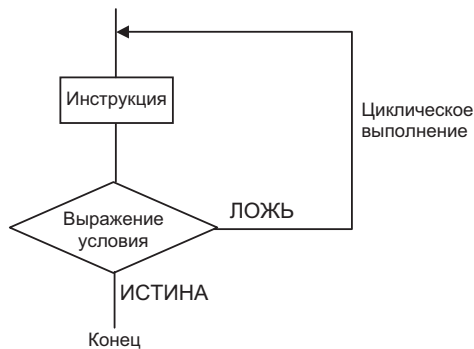 Инструкция
Циклическое
выполнение
Выражение
условия
ЛОЖЬ
ИСТИНА
Конец